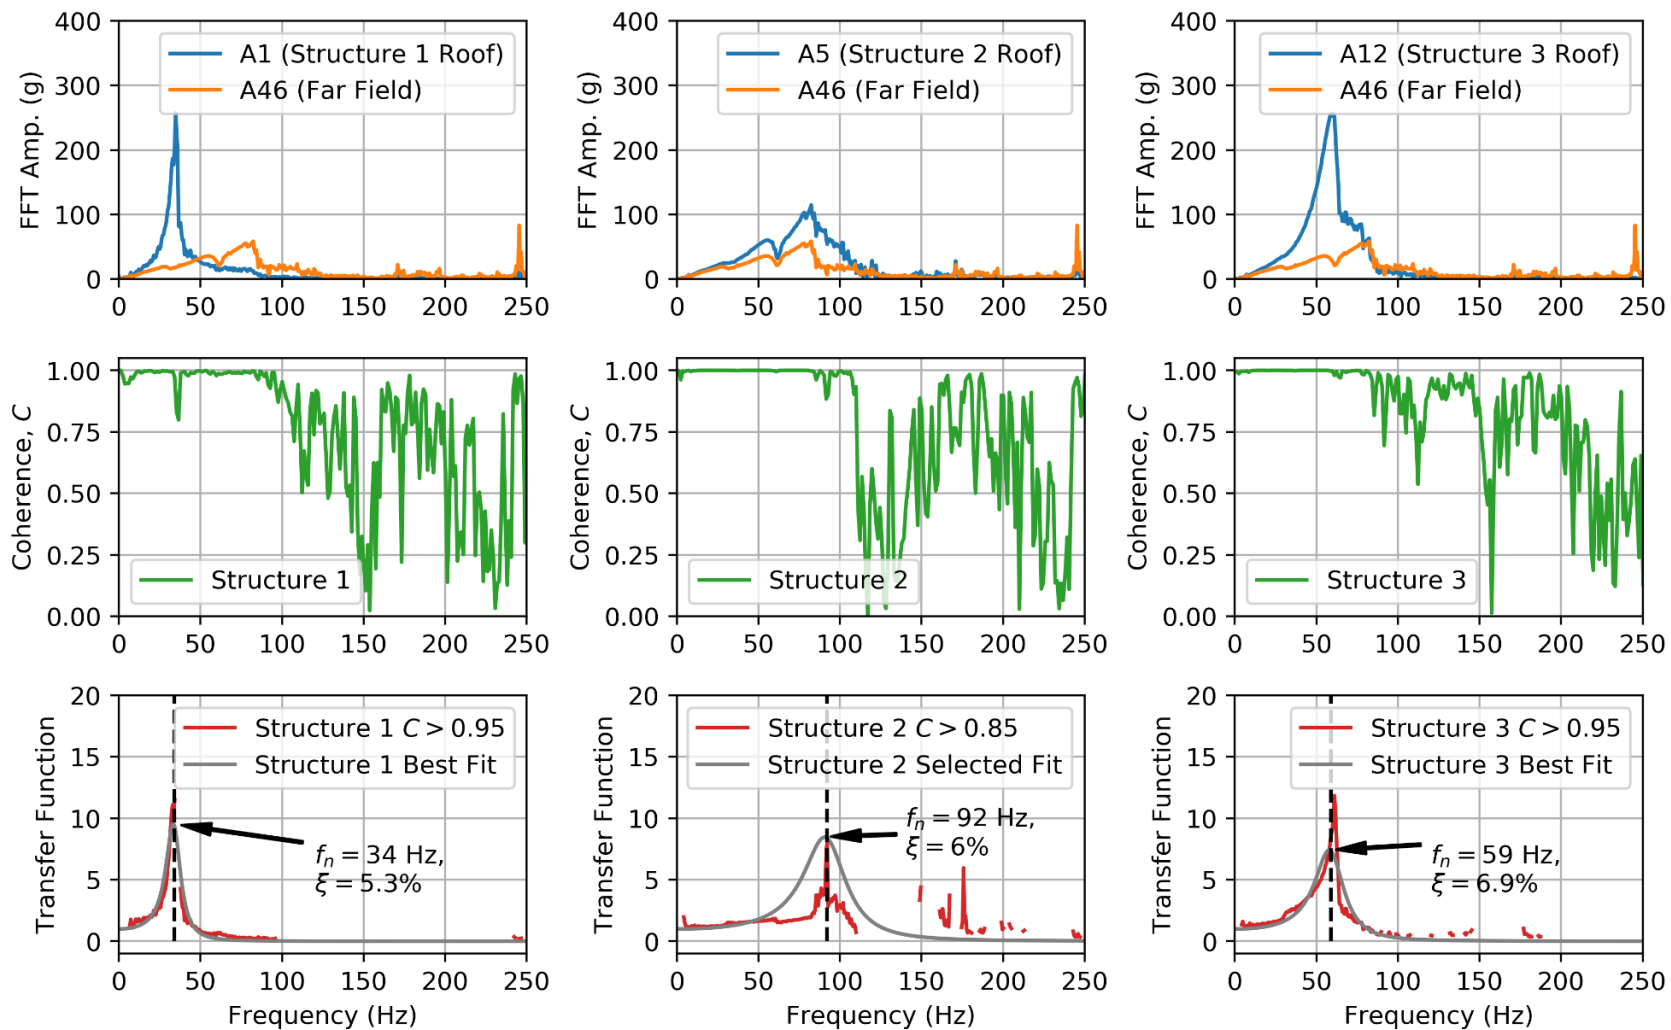 400
300
200
100
0
FFT Amp. (g)
A1 (Structure 1 Roof)
A46 (Far Field)
0 50 100 150 200 250
400
300
200
100
0
FFT Amp. (g)
A5 (Structure 2 Roof)
A46 (Far Field)
0 50 100 150 200 250
400
300
200
100
0
FFT Amp. (g)
A12 (Structure 3 Roof)
A46 (Far Field)
0 50 100 150 200 250
1.00
0.75
0.50
0.25
0.00
Coherence, C
Structure 1
0 50 100 150 200 250
1.00
0.75
0.50
0.25
0.00
Coherence, C
Structure 2
0 50 100 150 200 250
1.00
0.75
0.50
0.25
0.00
Coherence, C
Structure 3
0 50 100 150 200 250
20
15
10
5
0
Transfer Function
Structure 1 C > 0.95
Structure 1 Best Fit
fn = 34 Hz,
ξ = 5.3%
0 50 100 150 200 250
Frequency (Hz)
20
15
10
5
0
Transfer Function
Structure 2 C > 0.85
Structure 2 Selected Fit
fn = 92 Hz,
ξ = 6%
0 50 100 150 200 250
Frequency (Hz)
20
15
10
5
0
Transfer Function
Structure 3 C > 0.95
Structure 3 Best Fit
fn = 59 Hz,
ξ = 6.9%
0 50 100 150 200 250
Frequency (Hz)